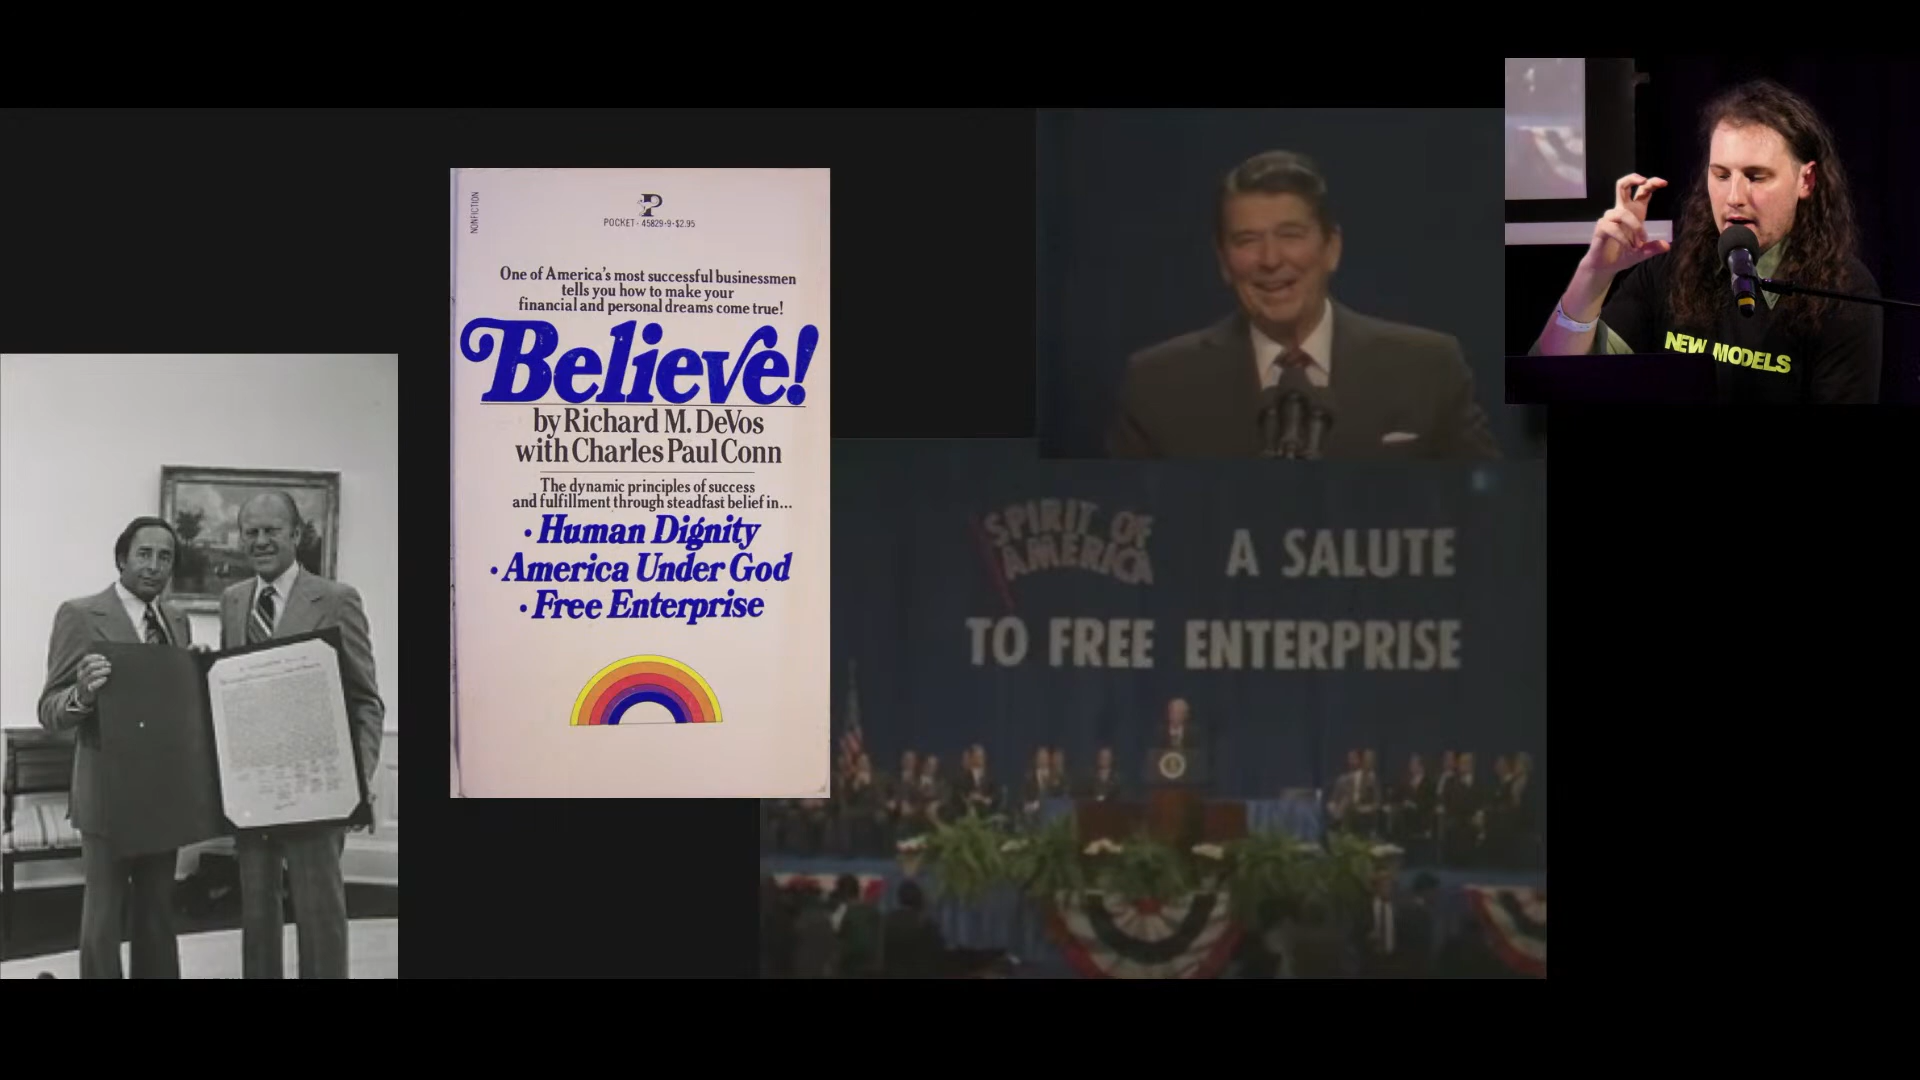 NONFICTION
P
POCKET · 45829-9 · $2.95
One of America's most successful businessmen
tells you how to make your
financial and personal dreams come true!
Believe!
by Richard M. DeVos
with Charles Paul Conn
The dynamic principles of success
and fulfillment through steadfast belief in...
· Human Dignity
· America Under God
· Free Enterprise
SPIRIT OF
AMERICA
A SALUTE
TO FREE ENTERPRISE
NEW MODELS